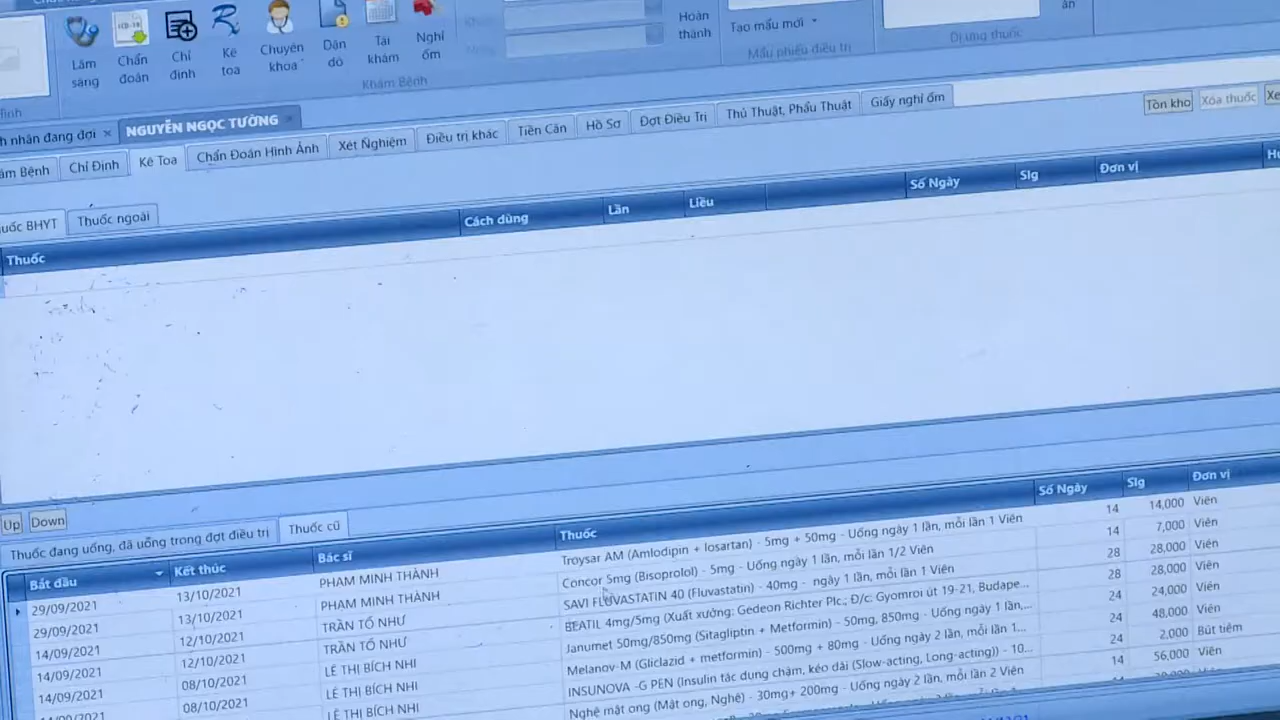 Lâm sàng
Chẩn đoán
Chỉ định
Kê toa
Chuyên khoa
Dặn dò
Tái khám
Nghỉ ốm
Hoàn thành
Tạo mẫu mới
Khám Bệnh
Mẫu phiếu điều trị
Dị ứng thuốc
nhân đang đợi × NGUYỄN NGỌC TƯỜNG ×
Bệnh Chỉ Định Kê Toa Chẩn Đoán Hình Ảnh Xét Nghiệm Điều trị khác Tiền Căn Hồ Sơ Đợt Điều Trị Thủ Thuật, Phẩu Thuật Giấy nghỉ ốm
Tồn kho Xóa thuốc
BHYT Thuốc ngoài
Thuốc Cách dùng Lần Liều Số Ngày Slg Đơn vị
Up Down
Thuốc đang uống, đã uống trong đợt điều trị Thuốc cũ
Bắt đầu Kết thúc Bác sĩ Thuốc Số Ngày Slg Đơn vị
29/09/2021 13/10/2021 PHẠM MINH THÀNH Troysar AM (Amlodipin + losartan) - 5mg + 50mg - Uống ngày 1 lần, mỗi lần 1 Viên 14 14,000 Viên
29/09/2021 13/10/2021 PHẠM MINH THÀNH Concor 5mg (Bisoprolol) - 5mg - Uống ngày 1 lần, mỗi lần 1/2 Viên 14 7,000 Viên
14/09/2021 12/10/2021 TRẦN TỐ NHƯ SAVI FLUVASTATIN 40 (Fluvastatin) - 40mg - ngày 1 lần, mỗi lần 1 Viên 28 28,000 Viên
14/09/2021 12/10/2021 TRẦN TỐ NHƯ BEATIL 4mg/5mg (Xuất xưởng: Gedeon Richter Plc.; Đ/c: Gyomroi út 19-21, Budape... 28 28,000 Viên
14/09/2021 08/10/2021 LÊ THỊ BÍCH NHI Janumet 50mg/850mg (Sitagliptin + Metformin) - 50mg, 850mg - Uống ngày 1 lần,... 24 24,000 Viên
08/10/2021 LÊ THỊ BÍCH NHI Melanov-M (Gliclazid + metformin) - 500mg + 80mg - Uống ngày 2 lần, mỗi lần 1... 24 48,000 Viên
LÊ THỊ BÍCH NHI INSUNOVA -G PEN (Insulin tác dụng chậm, kéo dài (Slow-acting, Long-acting)) - 10... 24 2,000 Bút tiêm
Nghệ mật ong (Mật ong, Nghệ) - 30mg+ 200mg - Uống ngày 2 lần, mỗi lần 2 Viên 14 56,000 Viên